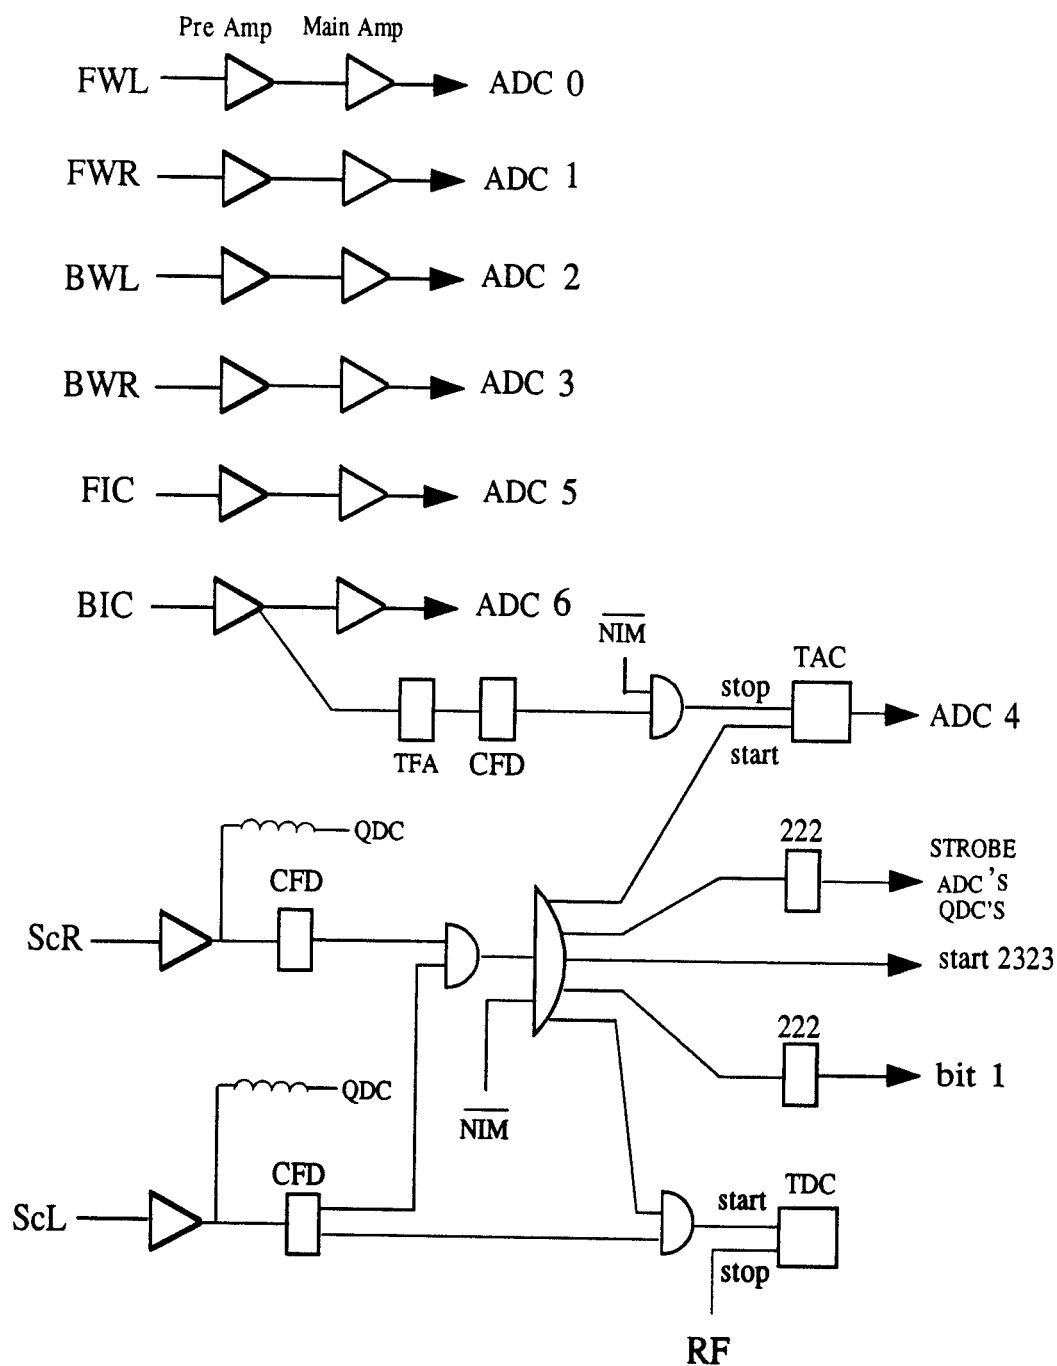 Pre Amp Main Amp
FWL ADC 0
FWR ADC 1
BWL ADC 2
BWR ADC 3
FIC ADC 5
BIC ADC 6
NIM
TAC
stop
ADC 4
start
TFA CFD
QDC
222
STROBE
ADC'S
QDC'S
CFD
ScR
start 2323
222
bit 1
QDC
NIM
CFD
TDC
start
ScL
stop
RF